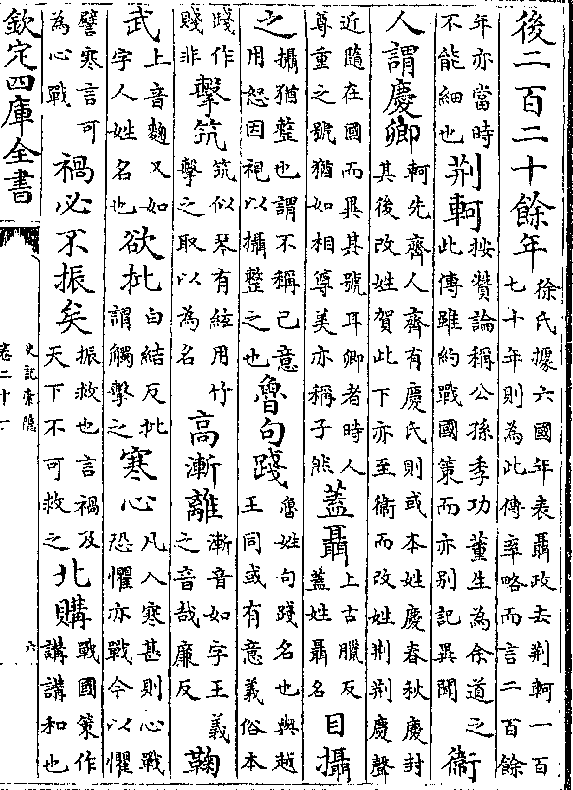 後二百二十餘年徐氏據六國年表聶政去荆軻一百七十年則為此傳率略而言二百餘
年亦當時不能細也荆軻按贊論稱公孫季功董生為余道之此傳雖約戰國策而亦别記異聞衞
人謂慶卿軻先齊人齊有慶氏則或本姓慶春秋慶封其後改姓賀此下亦至衞而改姓荆荆慶聲
近隨在國而異其號耳卿者時人尊重之號猶如相尊美亦稱子然蓋聶上古臘反蓋姓聶名目攝
之攝猶整也謂不稱己意用恕因視以攝整之也魯句踐魯姓句踐名也與越王同或有意義俗本
踐作賤非擊筑筑似琴有絃用竹擊之取以為名高漸離漸音如字王義之音哉廉反鞠
武上音麴又如字人姓名也欲批白結反批謂觸擊之寒心凡人寒甚則心戰恐懼亦戰今以懼
譬寒言可為心戰禍必不振矣振救也言禍及天下不可救之北購戰國策作講講和也
欽定四庫全書
史記索隱
卷二十一
六